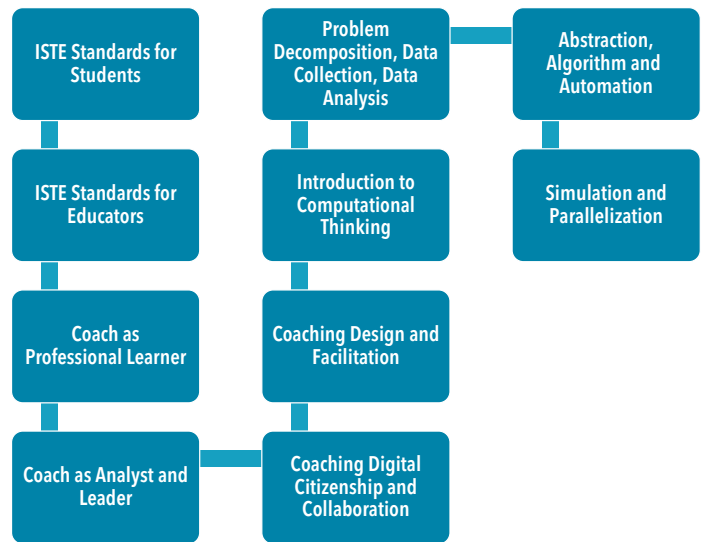 ISTE Standards for
Students
ISTE Standards for
Educators
Coach as
Professional Learner
Coach as Analyst and
Leader
Coaching Digital
Citizenship and
Collaboration
Coaching Design and
Facilitation
Introduction to
Computational
Thinking
Problem
Decomposition, Data
Collection, Data
Analysis
Abstraction,
Algorithm and
Automation
Simulation and
Parallelization